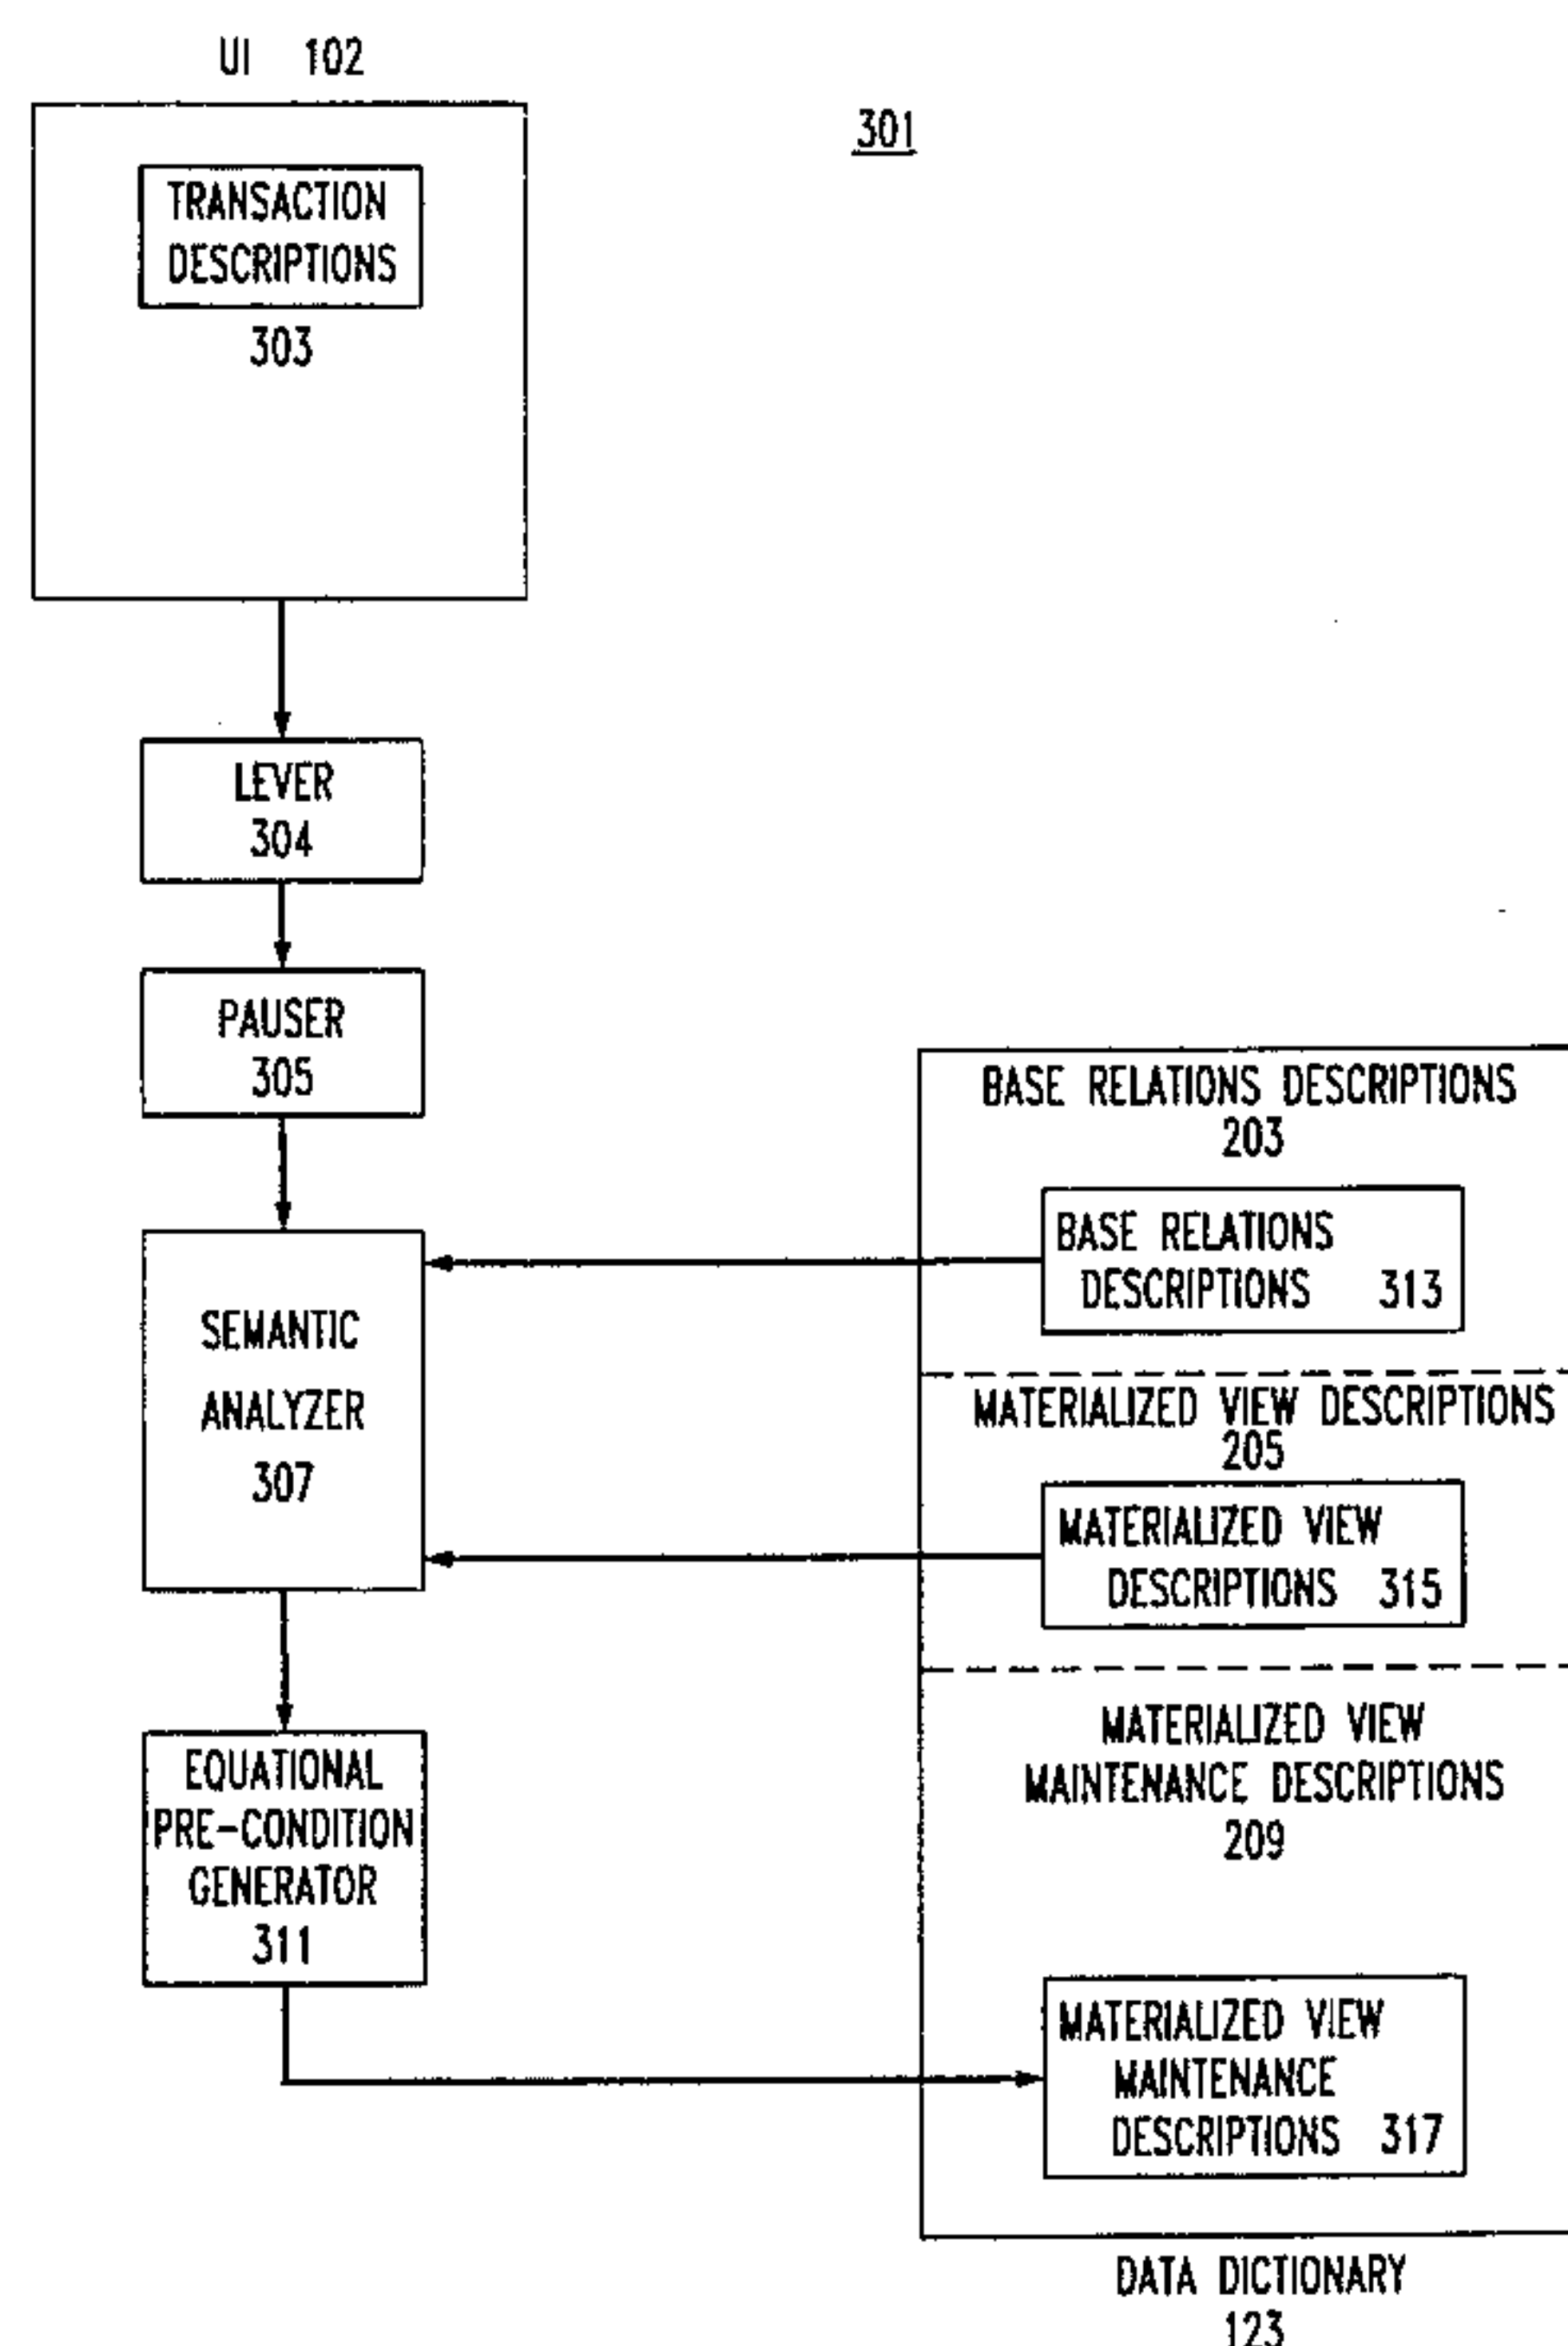 UI 102
301
TRANSACTION
DESCRIPTIONS
303
LEVER
304
PAUSER
305
SEMANTIC
ANALYZER
307
EQUATIONAL
PRE-CONDITION
GENERATOR
311
BASE RELATIONS DESCRIPTIONS
203
BASE RELATIONS
DESCRIPTIONS 313
MATERIALIZED VIEW DESCRIPTIONS
205
MATERIALIZED VIEW
DESCRIPTIONS 315
MATERIALIZED VIEW
MAINTENANCE DESCRIPTIONS
209
MATERIALIZED VIEW
MAINTENANCE
DESCRIPTIONS 317
DATA DICTIONARY
123